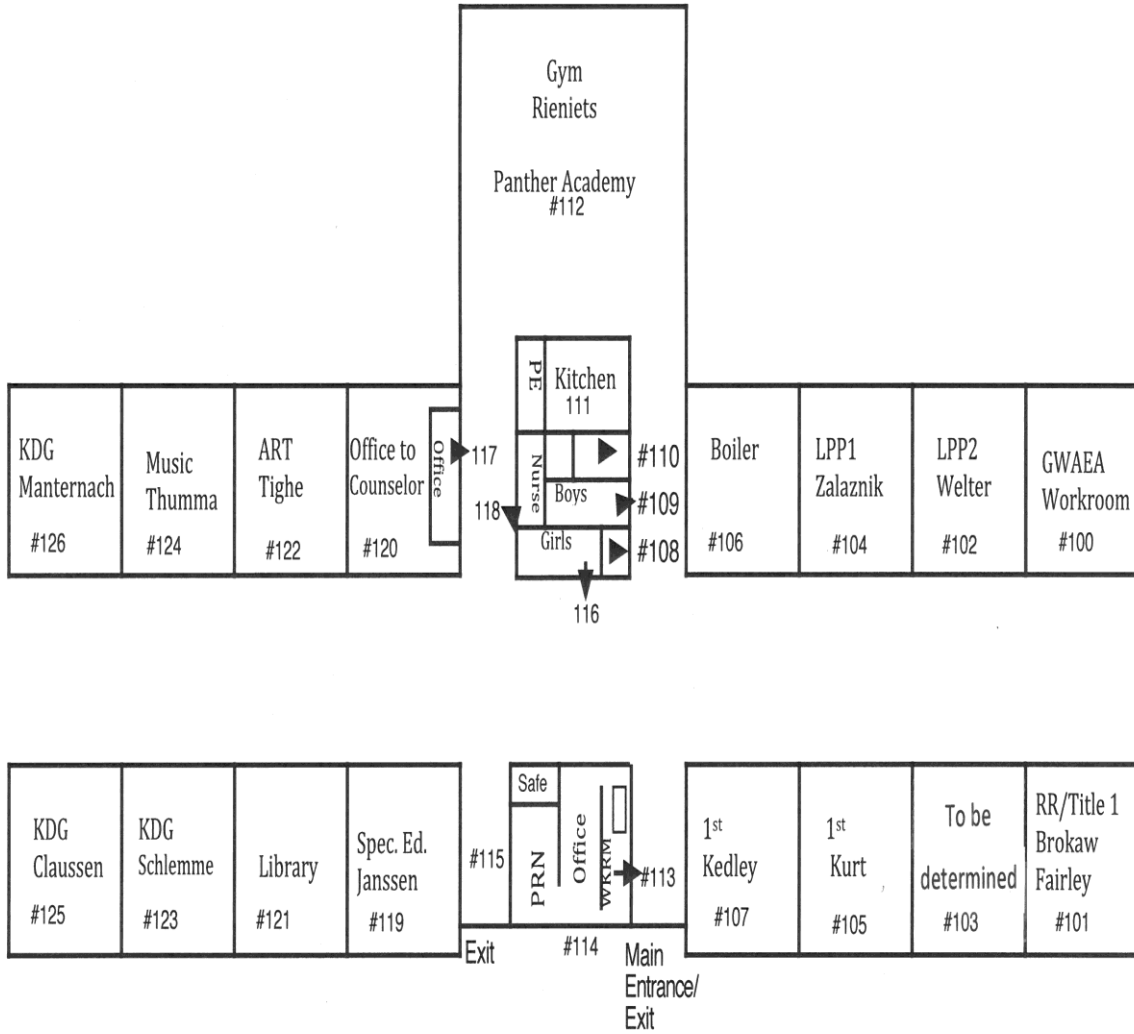 Gym
Rieniets
Panther Academy
#112
PE
Kitchen
111
KDG
Manternach
#126
Music
Thumma
#124
ART
Tighe
#122
Office to
Counselor
#120
Office
117
118
Nurse
Boys
Girls
#110
#109
#108
116
Boiler
#106
LPP1
Zalaznik
#104
LPP2
Welter
#102
GWAEA
Workroom
#100
KDG
Claussen
#125
KDG
Schlemme
#123
Library
#121
Spec. Ed.
Janssen
#119
#115
Safe
PRN
Office
WKRM
#113
#114
Exit
Main
Entrance/
Exit
1st
Kedley
#107
1st
Kurt
#105
To be
determined
#103
RR/Title 1
Brokaw
Fairley
#101